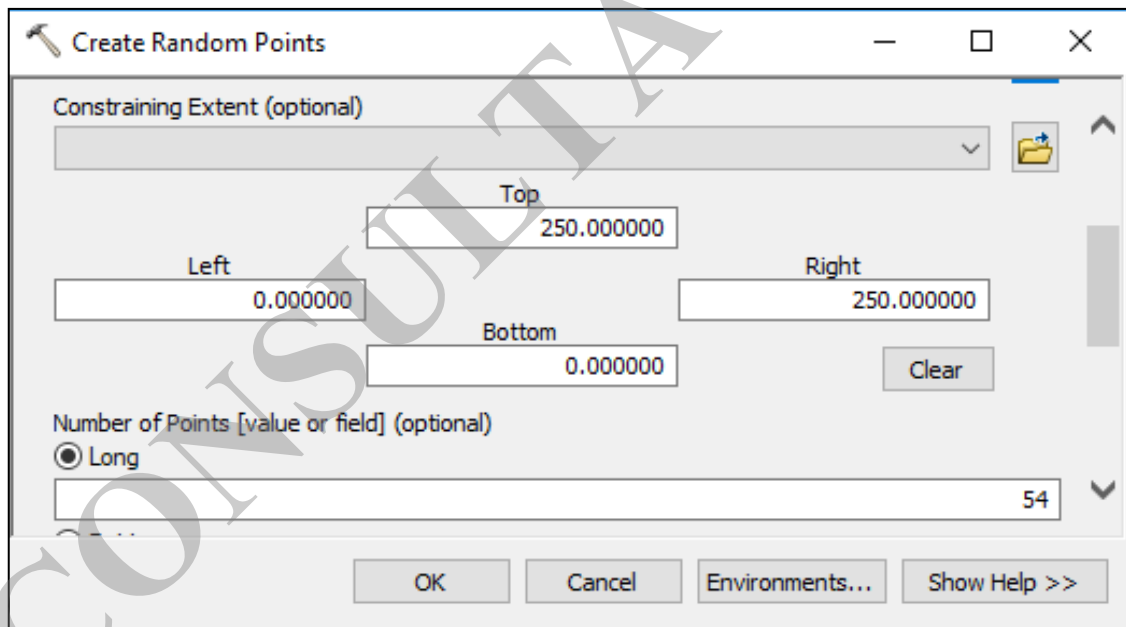 Create Random Points
Constraining Extent (optional)
Top
250.000000
Left
Right
0.000000
250.000000
Bottom
0.000000
Clear
Number of Points [value or field] (optional)
Long
54
OK
Cancel
Environments...
Show Help >>
CONSULTA